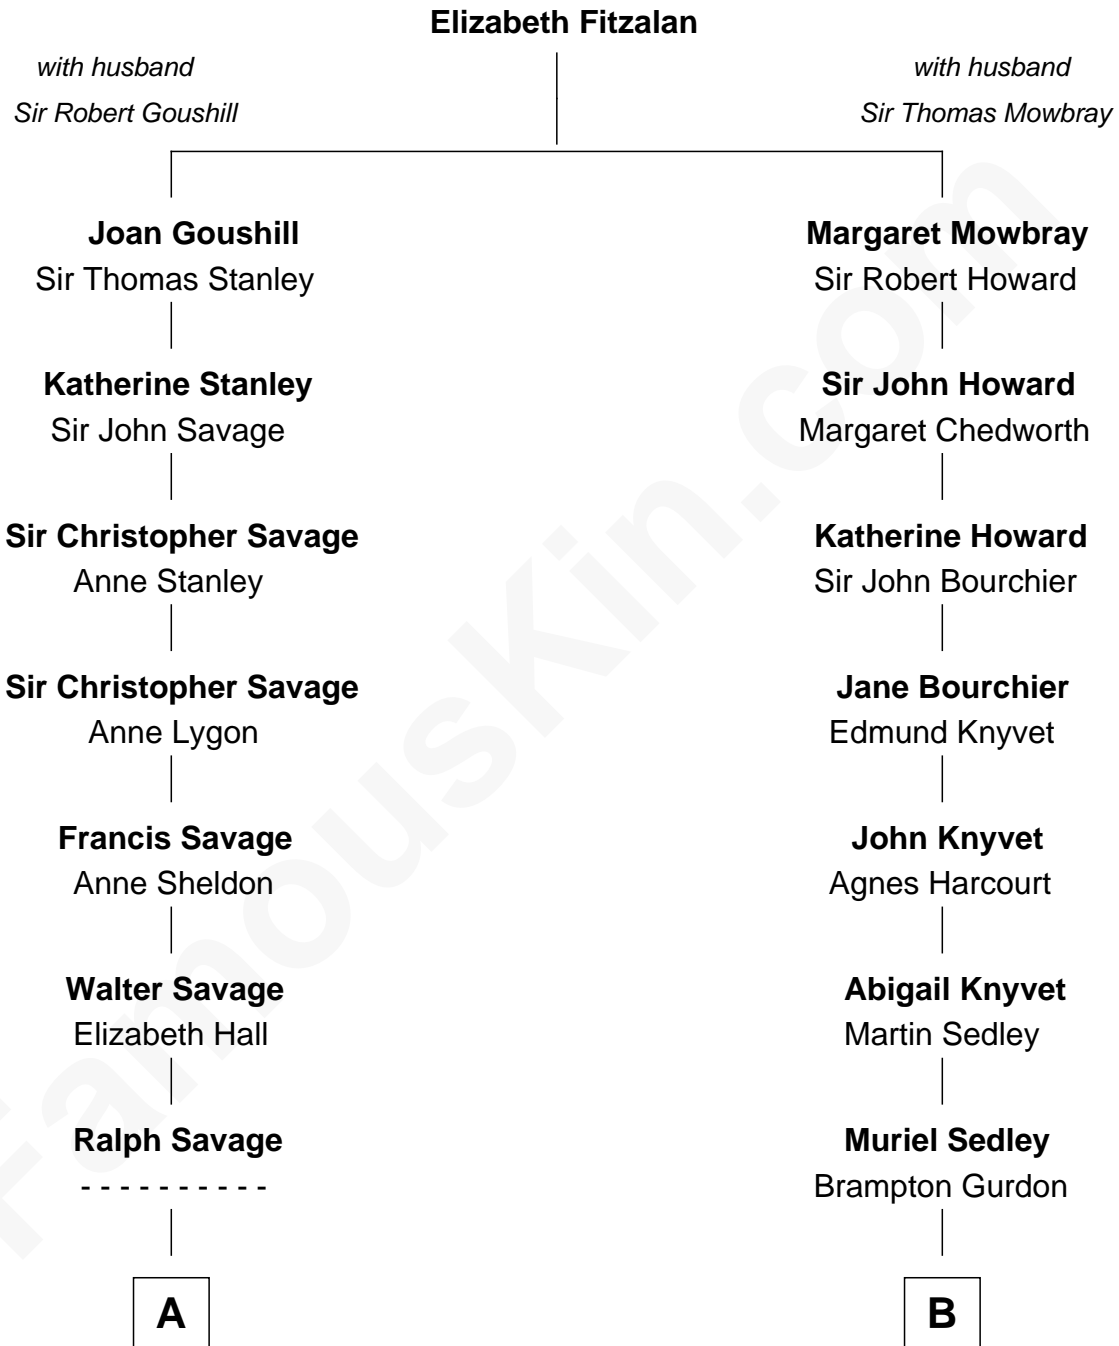 Elizabeth Fitzalan
with husband
Sir Robert Goushill
with husband
Sir Thomas Mowbray
Joan Goushill
Sir Thomas Stanley
Margaret Mowbray
Sir Robert Howard
Katherine Stanley
Sir John Savage
Sir John Howard
Margaret Chedworth
Sir Christopher Savage
Anne Stanley
Katherine Howard
Sir John Bourchier
Sir Christopher Savage
Anne Lygon
Jane Bourchier
Edmund Knyvet
Francis Savage
Anne Sheldon
John Knyvet
Agnes Harcourt
Walter Savage
Elizabeth Hall
Abigail Knyvet
Martin Sedley
Ralph Savage
- - - - - - - - - -
Muriel Sedley
Brampton Gurdon
A
B
FamousKin.com